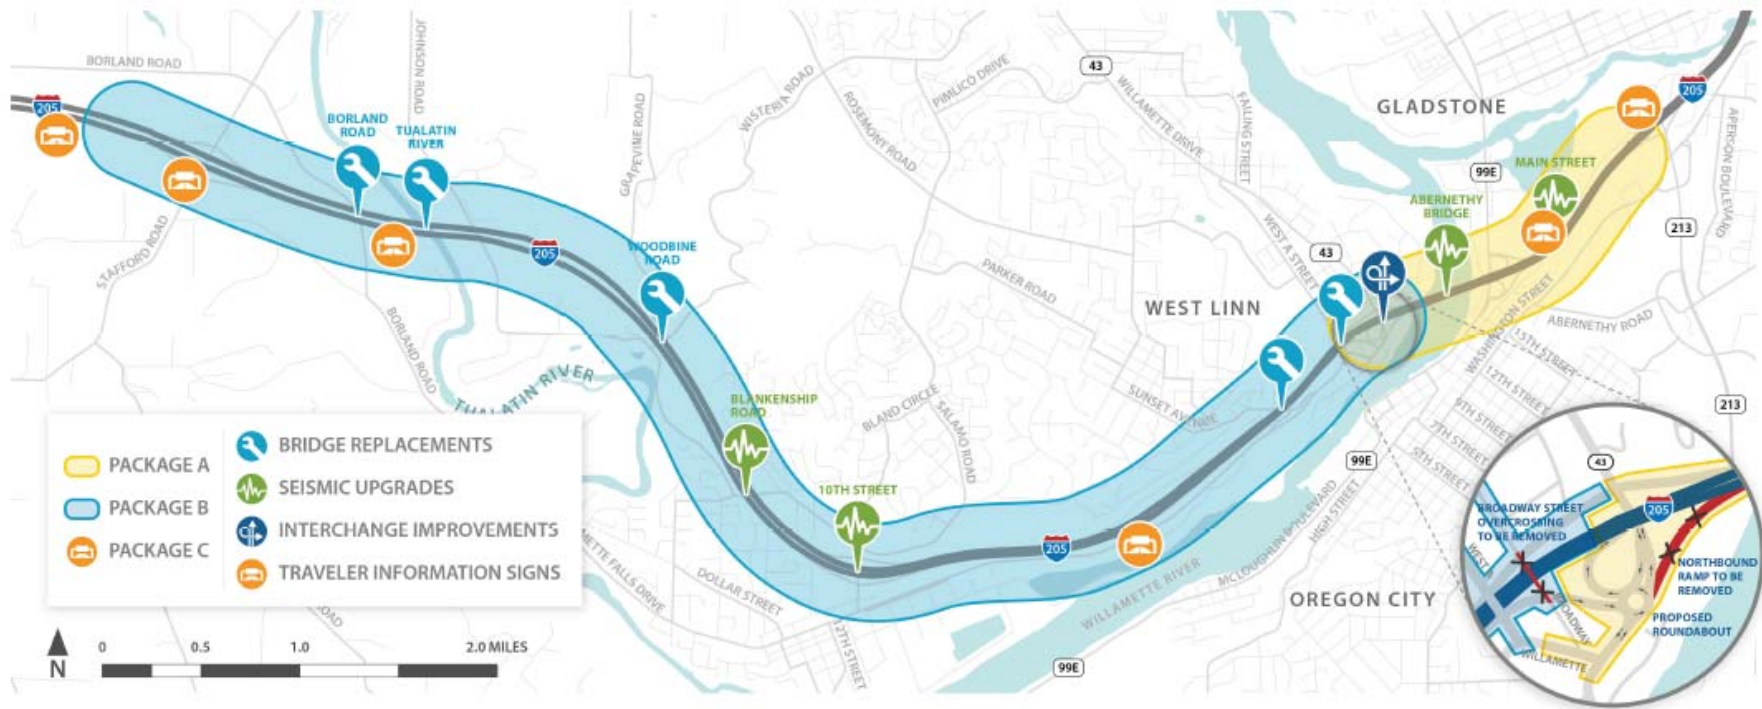 BORLAND ROAD
JOHNSON ROAD
205
BORLAND
ROAD
TUALATIN
RIVER
GRAPEVINE ROAD
WISTERIA ROAD
ROSEMONT ROAD
PIMLICO DRIVE
43
WILLAMETTE DRIVE
FAILING STREET
GLADSTONE
205
APERSON BOULEVARD
99E
MAIN STREET
ABERNETHY
BRIDGE
213
STAFFORD ROAD
205
WOODBINE
ROAD
WEST A STREET
43
PARKER ROAD
WEST LINN
WASHINGTON STREET
ABERNETHY ROAD
15TH STREET
12TH STREET
9TH STREET
7TH STREET
5TH STREET
213
BORLAND ROAD
TUALATIN RIVER
BLANKENSHIP
ROAD
BLAND CIRCLE
SALAMO ROAD
SUNSET AVENUE
99E
10TH STREET
205
HIGH STREET
MCLOUGHLIN BOULEVARD
WILLAMETTE RIVER
OREGON CITY
99E
DOLLAR STREET
12TH STREET
METTE FALLS DRIVE
ROAD
PACKAGE A
PACKAGE B
PACKAGE C
BRIDGE REPLACEMENTS
SEISMIC UPGRADES
INTERCHANGE IMPROVEMENTS
TRAVELER INFORMATION SIGNS
N
0 0.5 1.0 2.0 MILES
43
205
BROADWAY STREET
OVERCROSSING
TO BE REMOVED
WEST
NORTHBOUND
RAMP TO BE
REMOVED
PROPOSED
ROUNDABOUT
BROADWAY
WILLAMETTE